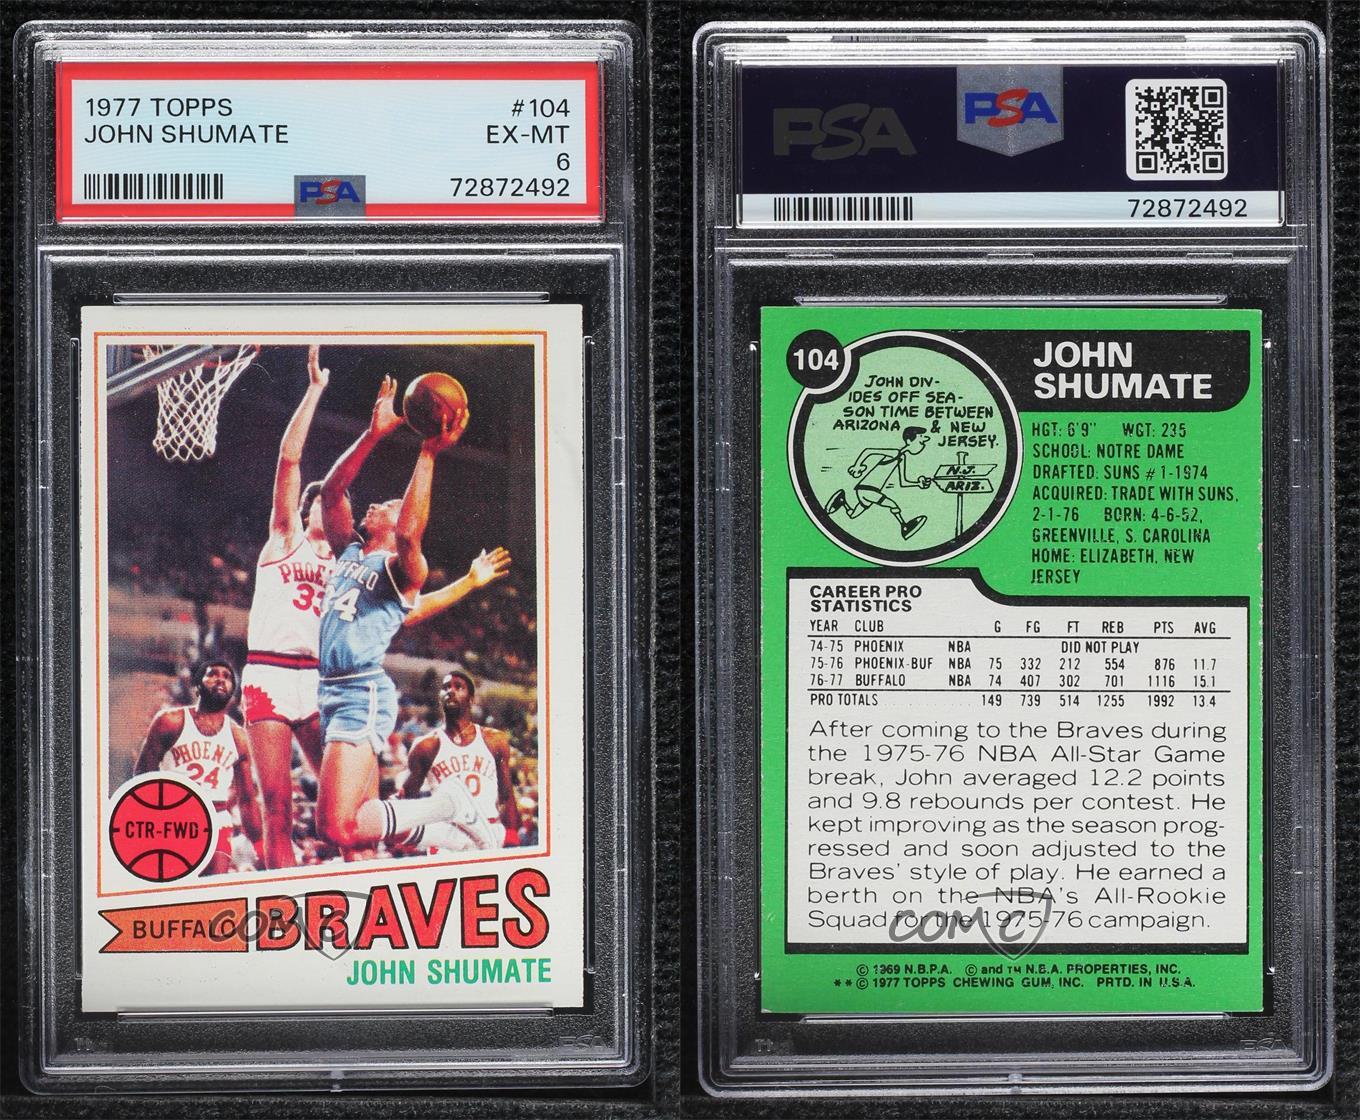 1977 TOPPS #104
JOHN SHUMATE EX-MT
6
72872492
PSA
PHOENIX
24
PHOE
33
34
PHOENI
0
CTR-FWD
BUFFALO BRAVES
JOHN SHUMATE
COMC
PSA
PSA
72872492
104
JOHN DIV-
IDES OFF SEA-
SON TIME BETWEEN
ARIZONA & NEW
JERSEY.
N.J.
ARIZ.
JOHN
SHUMATE
HGT: 6'9" WGT: 235
SCHOOL: NOTRE DAME
DRAFTED: SUNS #1-1974
ACQUIRED: TRADE WITH SUNS,
2-1-76 BORN: 4-6-52,
GREENVILLE, S. CAROLINA
HOME: ELIZABETH, NEW
JERSEY
CAREER PRO
STATISTICS
YEAR CLUB G FG FT REB PTS AVG
74-75 PHOENIX NBA DID NOT PLAY
75-76 PHOENIX-BUF NBA 75 332 212 554 876 11.7
76-77 BUFFALO NBA 74 407 302 701 1116 15.1
PRO TOTALS 149 739 514 1255 1992 13.4
After coming to the Braves during
the 1975-76 NBA All-Star Game
break, John averaged 12.2 points
and 9.8 rebounds per contest. He
kept improving as the season prog-
ressed and soon adjusted to the
Braves' style of play. He earned a
berth on the NBA's All-Rookie
Squad for the 1975-76 campaign.
COMC
© 1969 N.B.P.A. © and TM N.B.A. PROPERTIES, INC.
**© 1977 TOPPS CHEWING GUM, INC. PRTD. IN U.S.A.
PSA